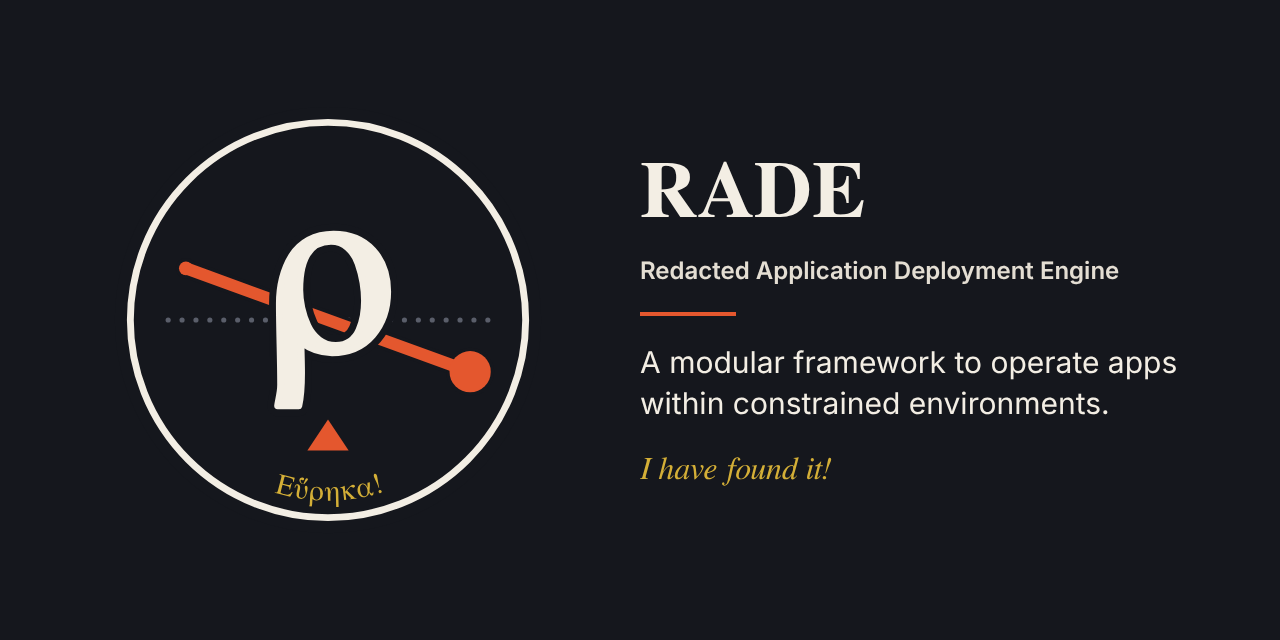 ρ
Εὕρηκα!
RADE
Redacted Application Deployment Engine
A modular framework to operate apps
within constrained environments.
I have found it!